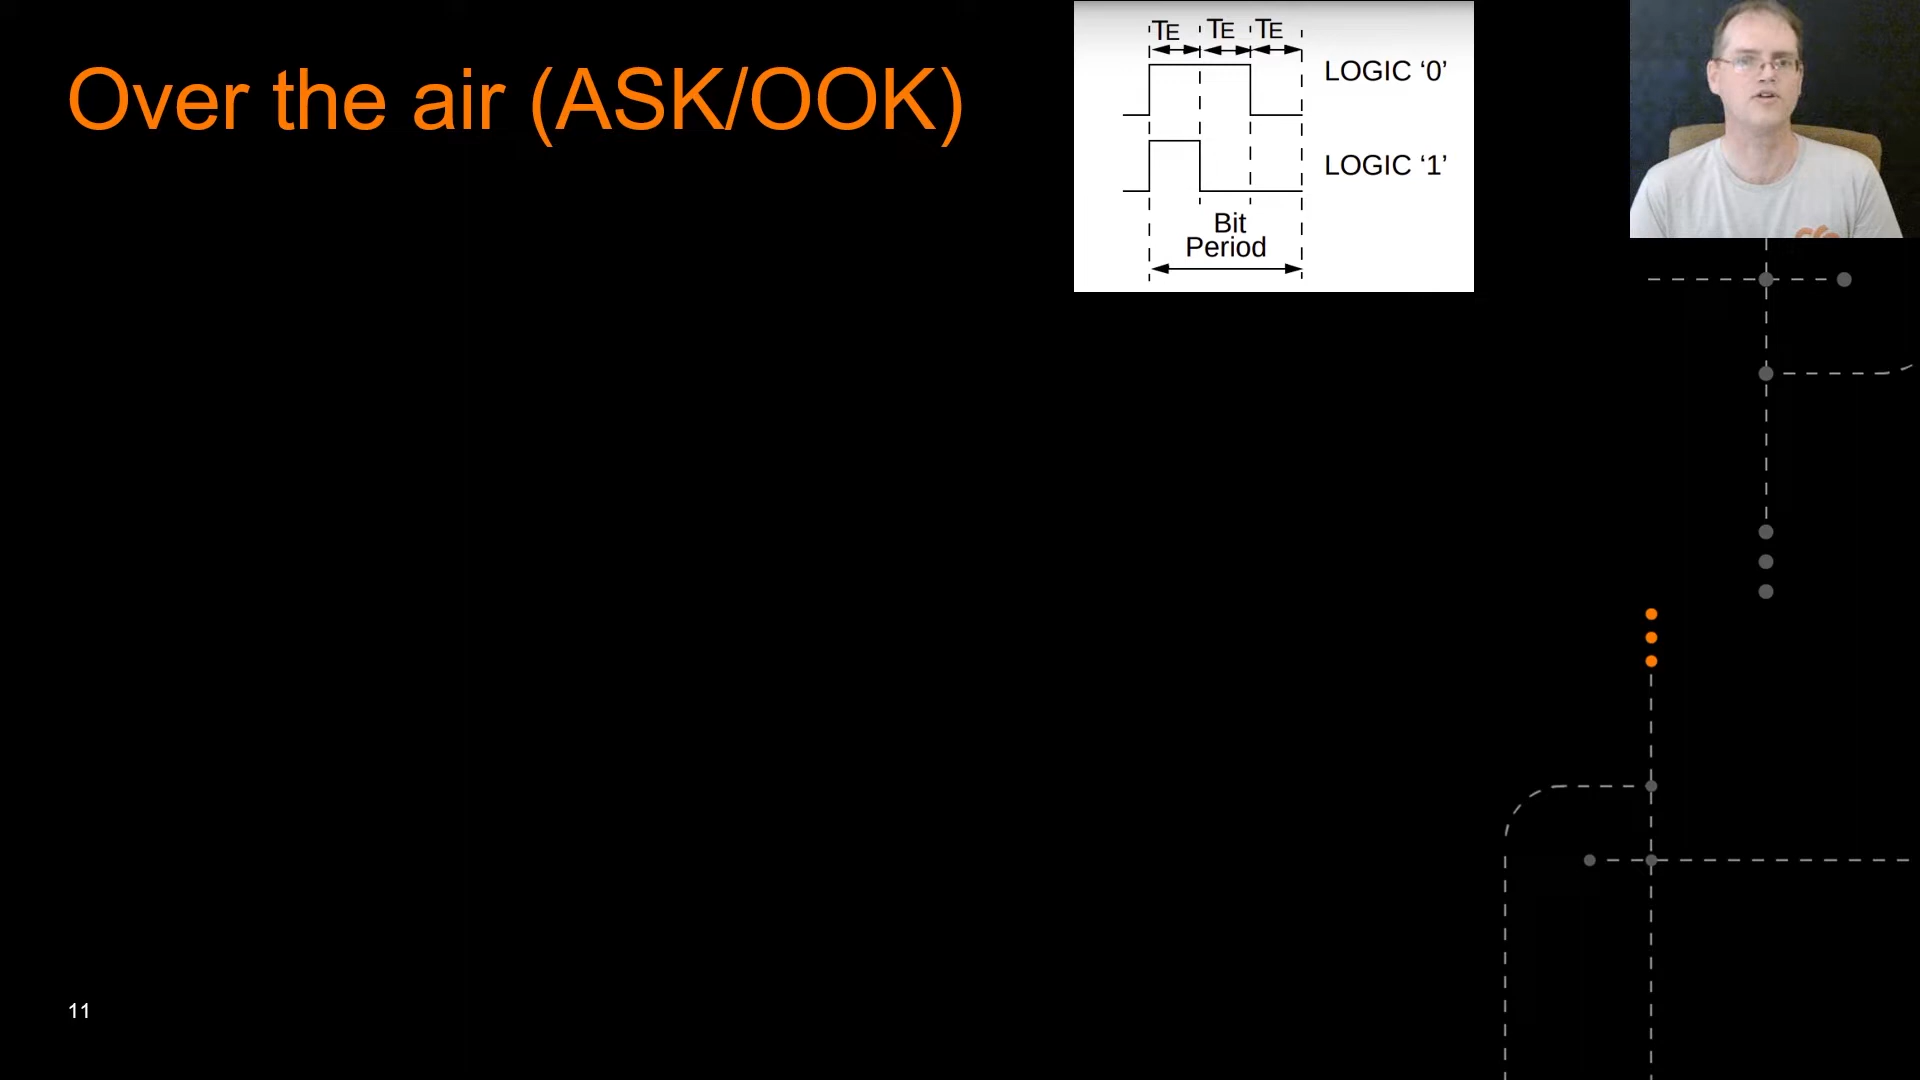 Over the air (ASK/OOK)
TE TE TE
LOGIC ‘0’
LOGIC ‘1’
Bit
Period
11